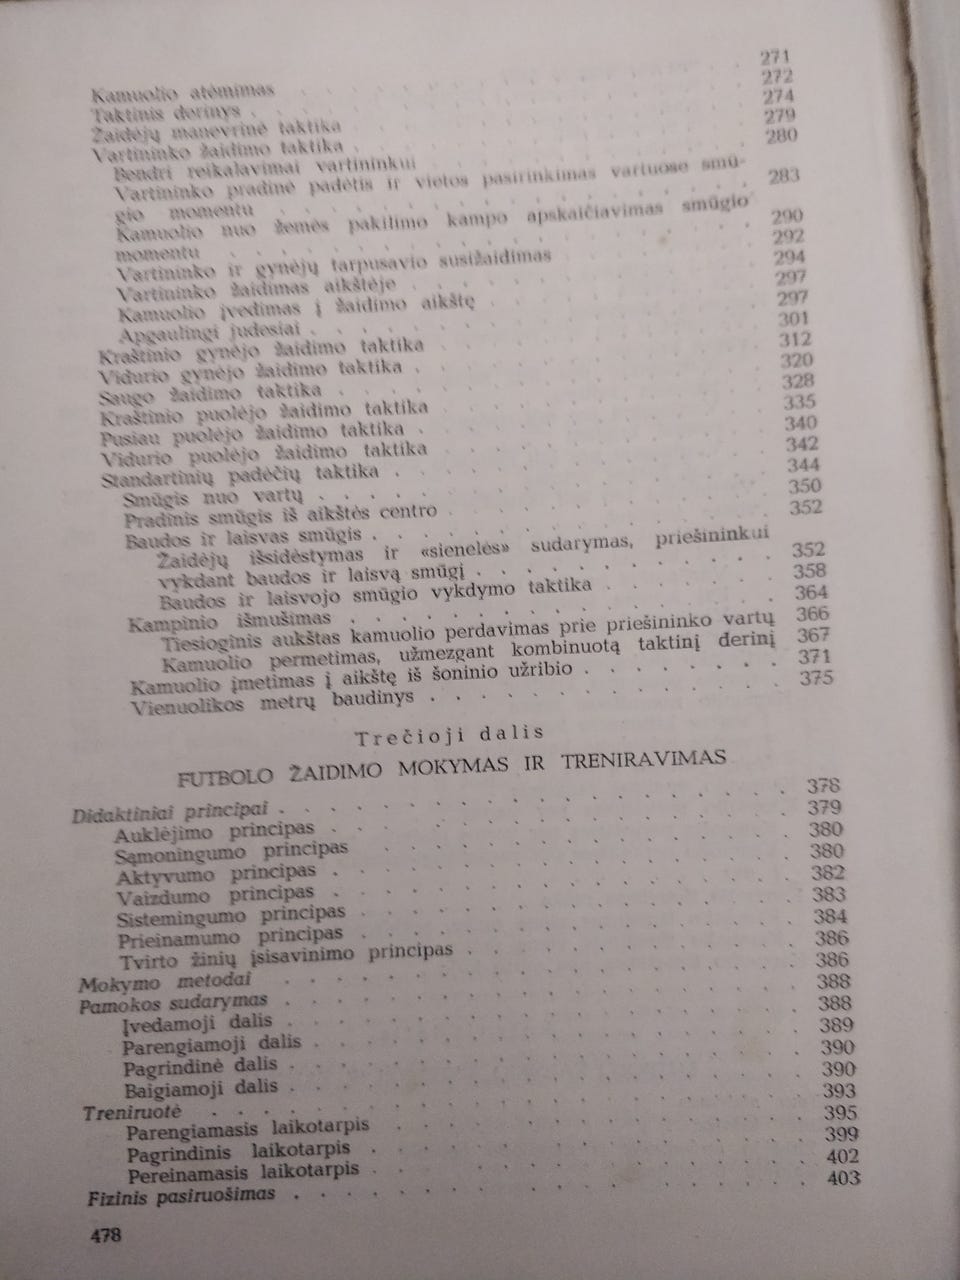 Kamuolio atėmimas 271
Taktinis derinys . 272
Žaidėjų manevrinė taktika 274
Vartininko žaidimo taktika . 279
Bendri reikalavimai vartininkui 280
Vartininko pradinė padėtis ir vietos pasirinkimas vartuose smū-
gio momentu 283
Kamuolio nuo žemės pakilimo kampo apskaičiavimas smūgio
momentu 290
Vartininko ir gynėjų tarpusavio susižaidimas 292
Vartininko žaidimas aikštėje 294
Kamuolio įvedimas į žaidimo aikštę 297
Apgaulingi judesiai 297
Kraštinio gynėjo žaidimo taktika 301
Vidurio gynėjo žaidimo taktika 312
Saugo žaidimo taktika 320
Kraštinio puolėjo žaidimo taktika 328
Pusiau puolėjo žaidimo taktika 335
Vidurio puolėjo žaidimo taktika 340
Standartinių padėčių taktika 342
Smūgis nuo vartų 344
Pradinis smūgis iš aikštės centro 350
Baudos ir laisvas smūgis 352
Žaidėjų išsidėstymas ir «sienelės» sudarymas, priešininkui
vykdant baudos ir laisvą smūgį 352
Baudos ir laisvojo smūgio vykdymo taktika 358
Kampinio išmušimas 364
Tiesioginis aukštas kamuolio perdavimas prie priešininko vartų 366
Kamuolio permetimas, užmezgant kombinuotą taktinį derinį 367
Kamuolio įmetimas į aikštę iš šoninio užribio 371
Vienuolikos metrų baudinys 375
Trečioji dalis
FUTBOLO ŽAIDIMO MOKYMAS IR TRENIRAVIMAS
Didaktiniai principai 378
Auklėjimo principas 379
Sąmoningumo principas 380
Aktyvumo principas 380
Vaizdumo principas 382
Sistemingumo principas 383
Prieinamumo principas 384
Tvirto žinių įsisavinimo principas 386
Mokymo metodai 386
Pamokos sudarymas 388
Įvedamoji dalis 388
Parengiamoji dalis 389
Pagrindinė dalis 390
Baigiamoji dalis 390
Treniruotė 393
Parengiamasis laikotarpis 395
Pagrindinis laikotarpis 399
Pereinamasis laikotarpis 402
Fizinis pasiruošimas 403
478